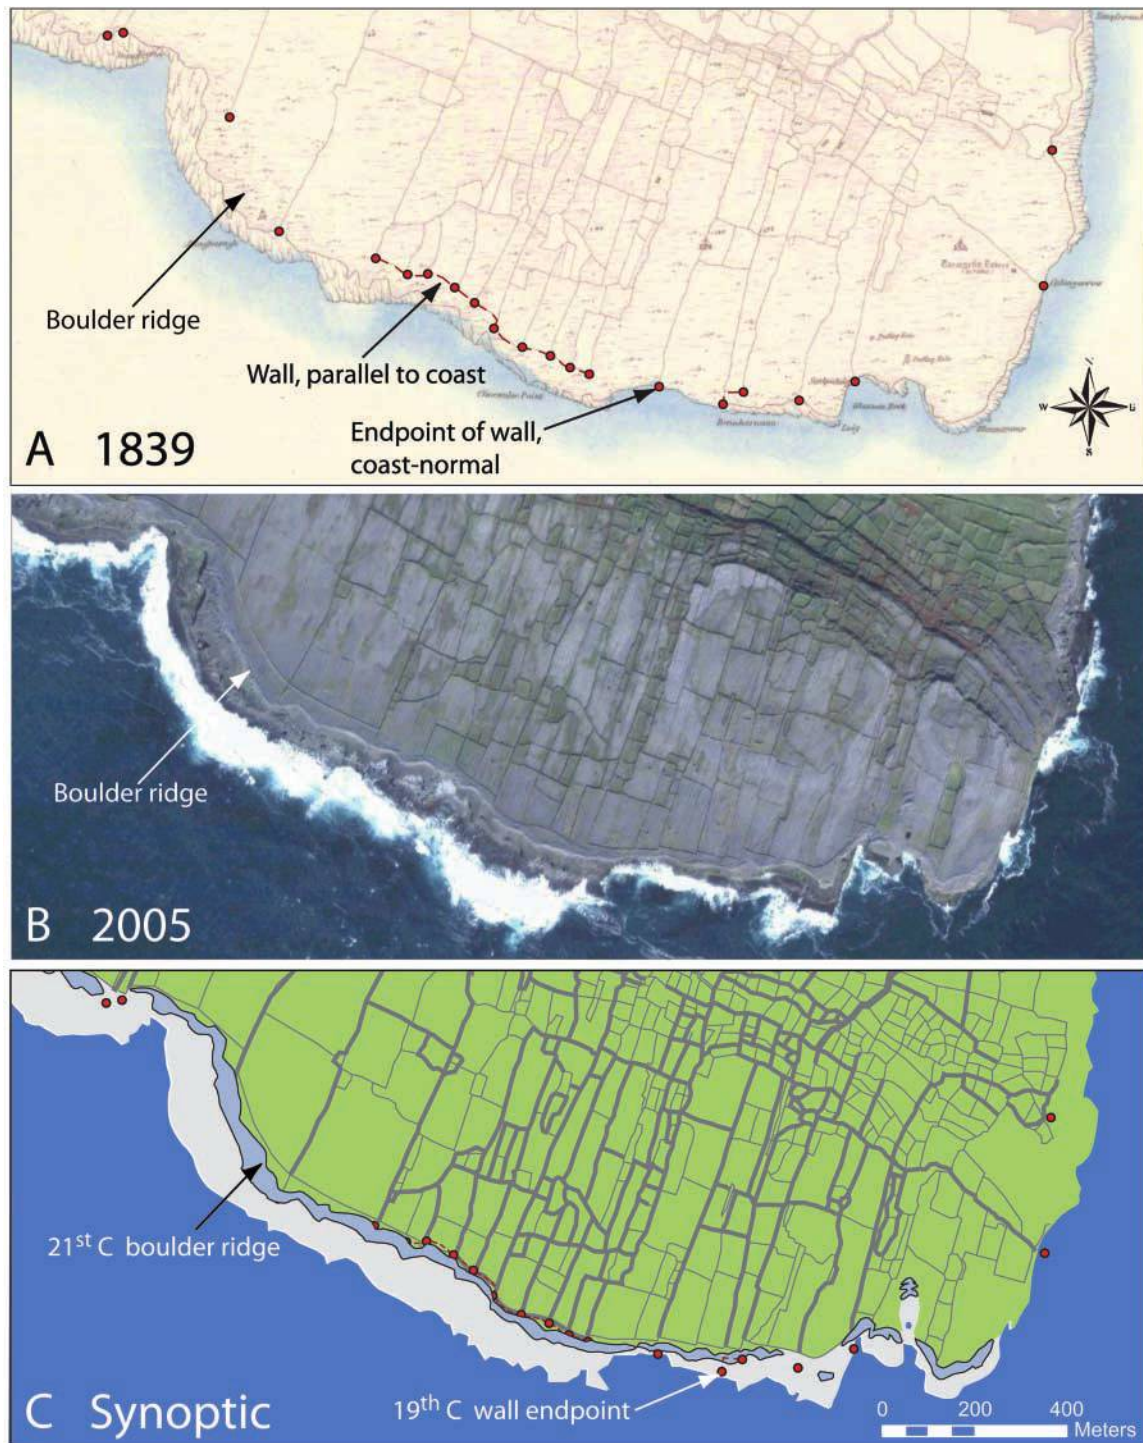 Boulder ridge
Wall, parallel to coast
Endpoint of wall,
coast-normal
A 1839
N
W E
S
Boulder ridge
B 2005
21st C boulder ridge
19th C wall endpoint
C Synoptic
0 200 400
Meters